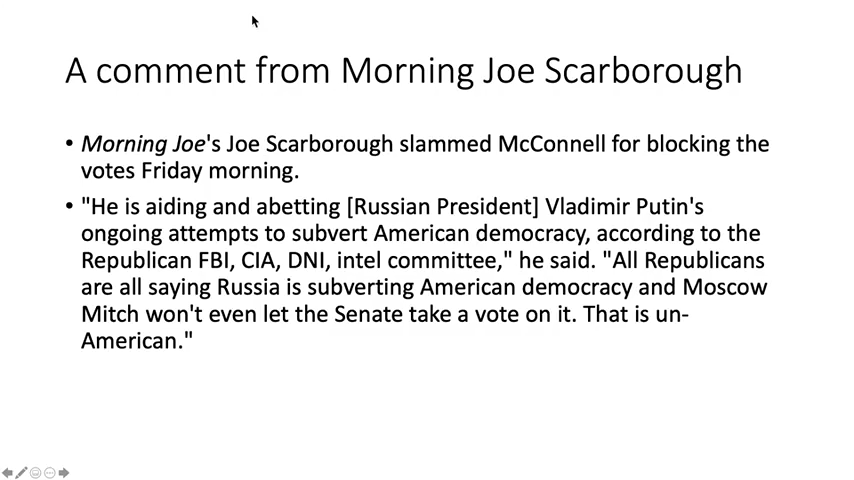 A comment from Morning Joe Scarborough
• Morning Joe's Joe Scarborough slammed McConnell for blocking the
votes Friday morning.
• "He is aiding and abetting [Russian President] Vladimir Putin's
ongoing attempts to subvert American democracy, according to the
Republican FBI, CIA, DNI, intel committee," he said. "All Republicans
are all saying Russia is subverting American democracy and Moscow
Mitch won't even let the Senate take a vote on it. That is un-
American."